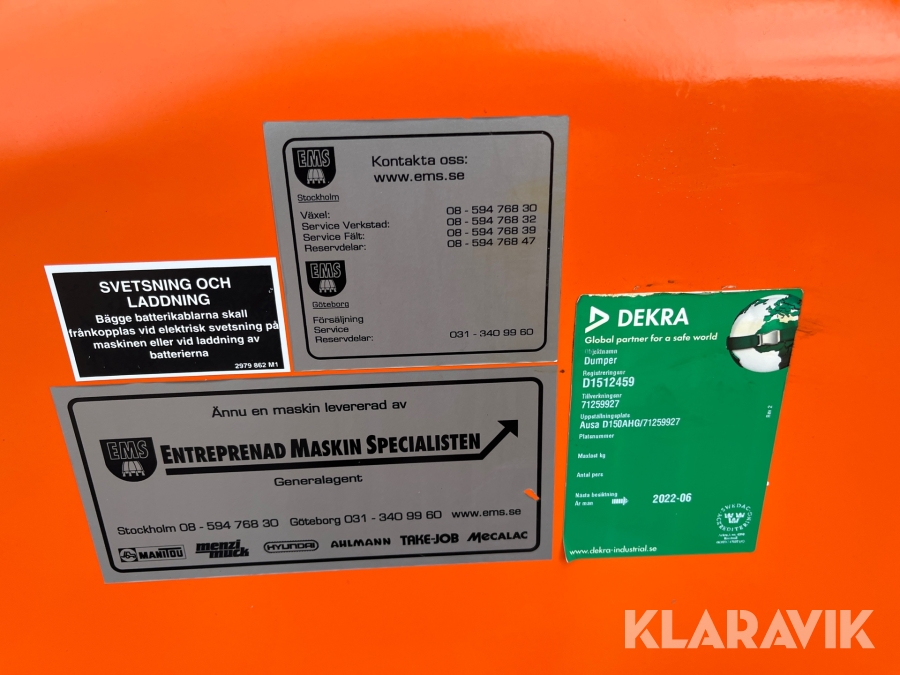 EMS
Kontakta oss:
www.ems.se
Stockholm
Växel: 08 - 594 768 30
Service Verkstad: 08 - 594 768 32
Service Fält: 08 - 594 768 39
Reservdelar: 08 - 594 768 47
EMS
Göteborg
Försäljning
Service
Reservdelar: 031 - 340 99 60
SVETSNING OCH
LADDNING
Bägge batterikablarna skall
frånkopplas vid elektrisk svetsning på
maskinen eller vid laddning av
batterierna
2979 862 M1
Ännu en maskin levererad av
EMS ENTREPRENAD MASKIN SPECIALISTEN
Generalagent
Stockholm 08 - 594 768 30 Göteborg 031 - 340 99 60 www.ems.se
MANITOU menzi muck HYUNDAI AHLMANN TAKE-JOB MECALAC
DEKRA
Global partner for a safe world
Dumper
Registreringsnr
D1512459
Tillverkningsnr
71259927
Uppställningsplats
Ausa D150AHG/71259927
Platsnummer
Maxlast kg
Antal pers
Nästa besiktning
År mån 2022-06
SWEDAC
ACKREDITERING
www.dekra-industrial.se
KLARAVIK